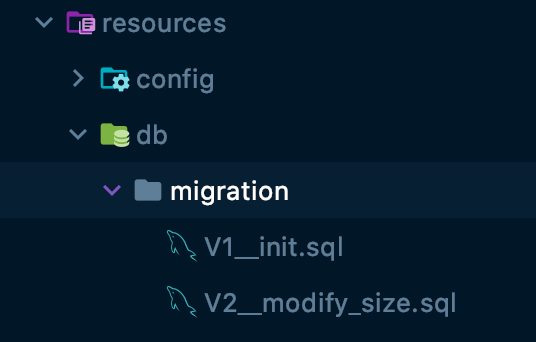 resources
config
db
migration
V1__init.sql
V2__modify_size.sql